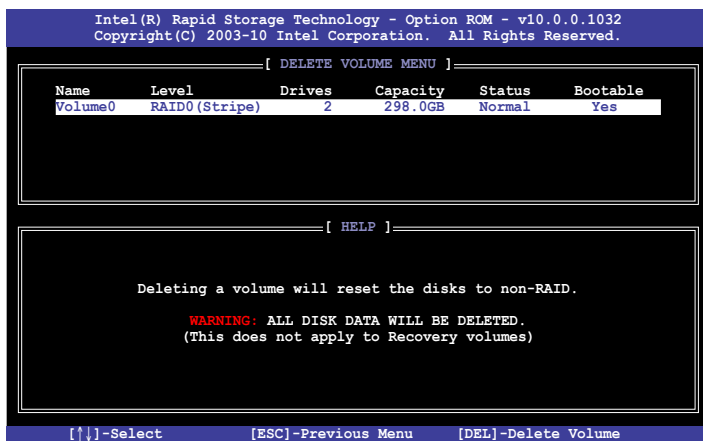 Intel(R) Rapid Storage Technology - Option ROM - v10.0.0.1032
Copyright(C) 2003-10 Intel Corporation. All Rights Reserved.
[ DELETE VOLUME MENU ]
Name Level Drives Capacity Status Bootable
Volume0 RAID0(Stripe) 2 298.0GB Normal Yes
[ HELP ]
Deleting a volume will reset the disks to non-RAID.
WARNING: ALL DISK DATA WILL BE DELETED.
(This does not apply to Recovery volumes)
[↑↓]-Select [ESC]-Previous Menu [DEL]-Delete Volume